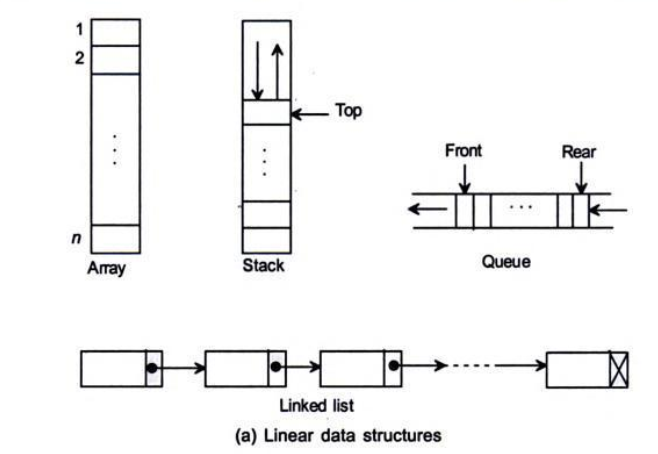 1
2
⋮
n
Array
Top
⋮
Stack
Front Rear
...
Queue
Linked list
(a) Linear data structures